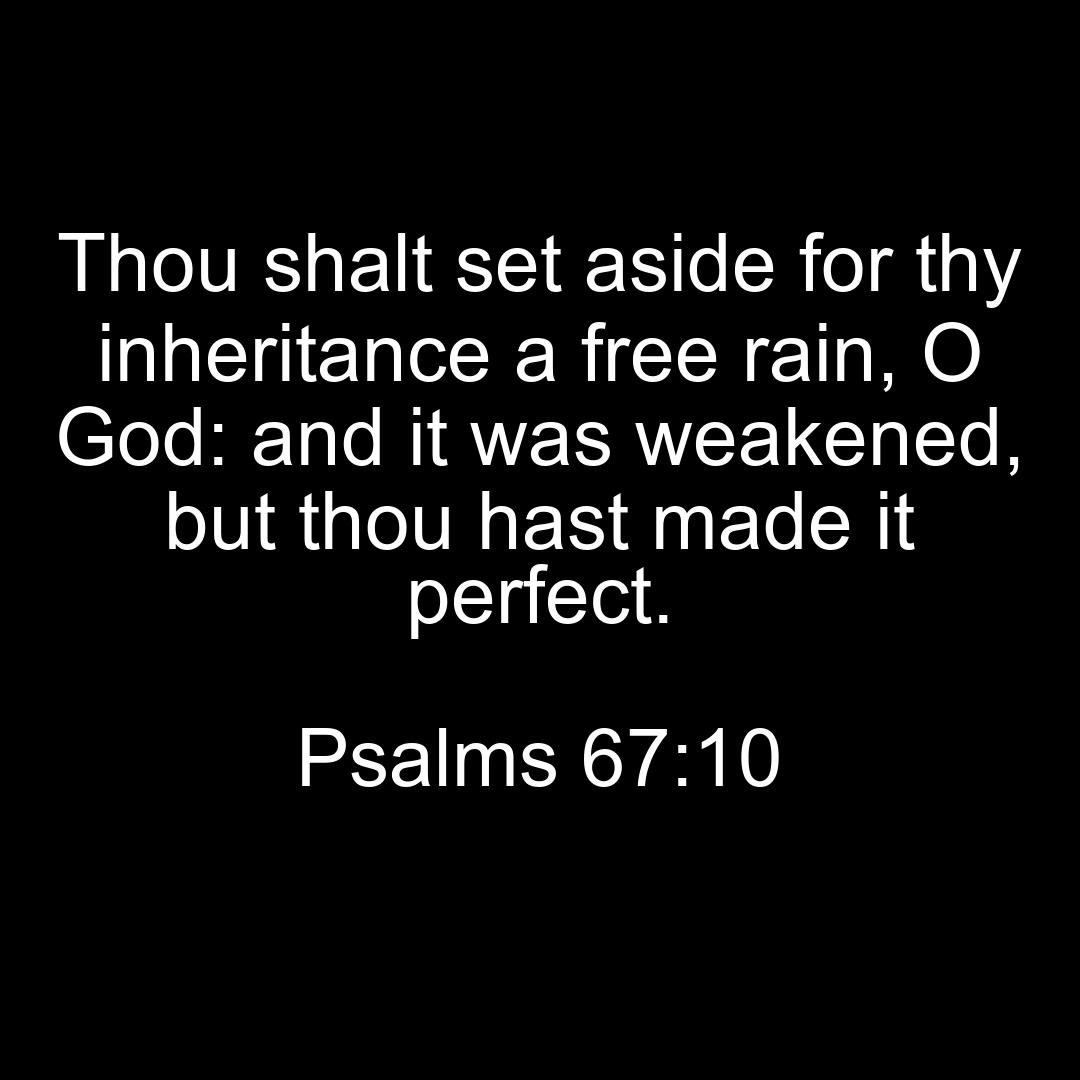 Thou shalt set aside for thy
inheritance a free rain, O
God: and it was weakened,
but thou hast made it
perfect.
Psalms 67:10